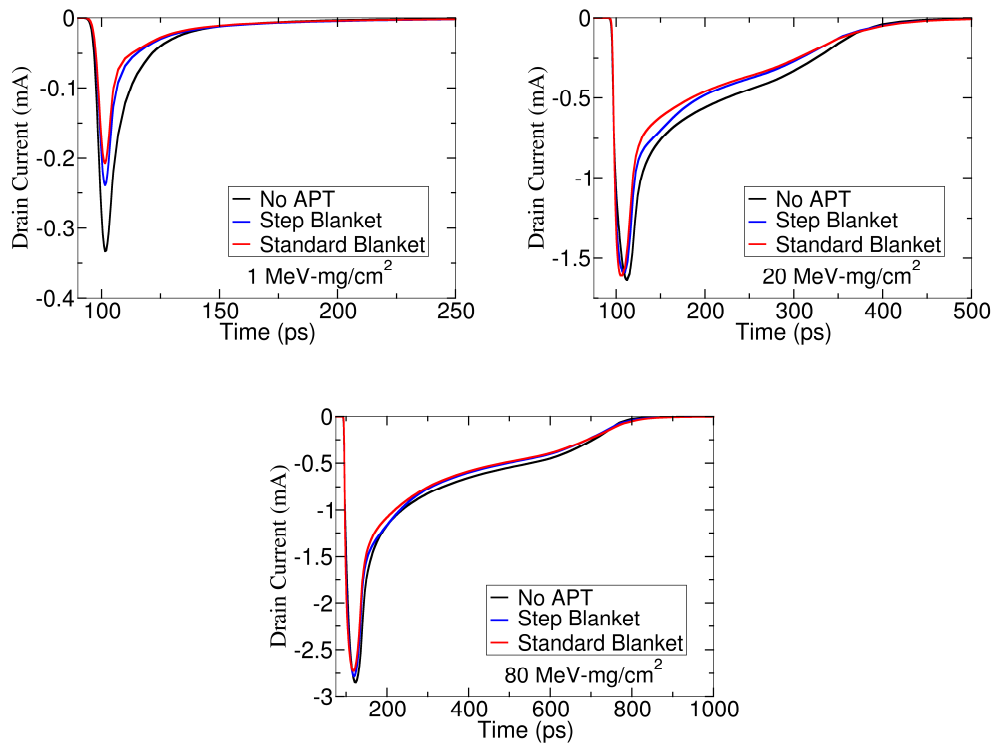 0
-0.1
-0.2
-0.3
-0.4
Drain Current (mA)
No APT
Step Blanket
Standard Blanket
1 MeV-mg/cm2
100 150 200 250
Time (ps)
0
-0.5
-1
-1.5
Drain Current (mA)
No APT
Step Blanket
Standard Blanket
20 MeV-mg/cm2
100 200 300 400 500
Time (ps)
0
-0.5
-1
-1.5
-2
-2.5
-3
Drain Current (mA)
No APT
Step Blanket
Standard Blanket
80 MeV-mg/cm2
200 400 600 800 1000
Time (ps)